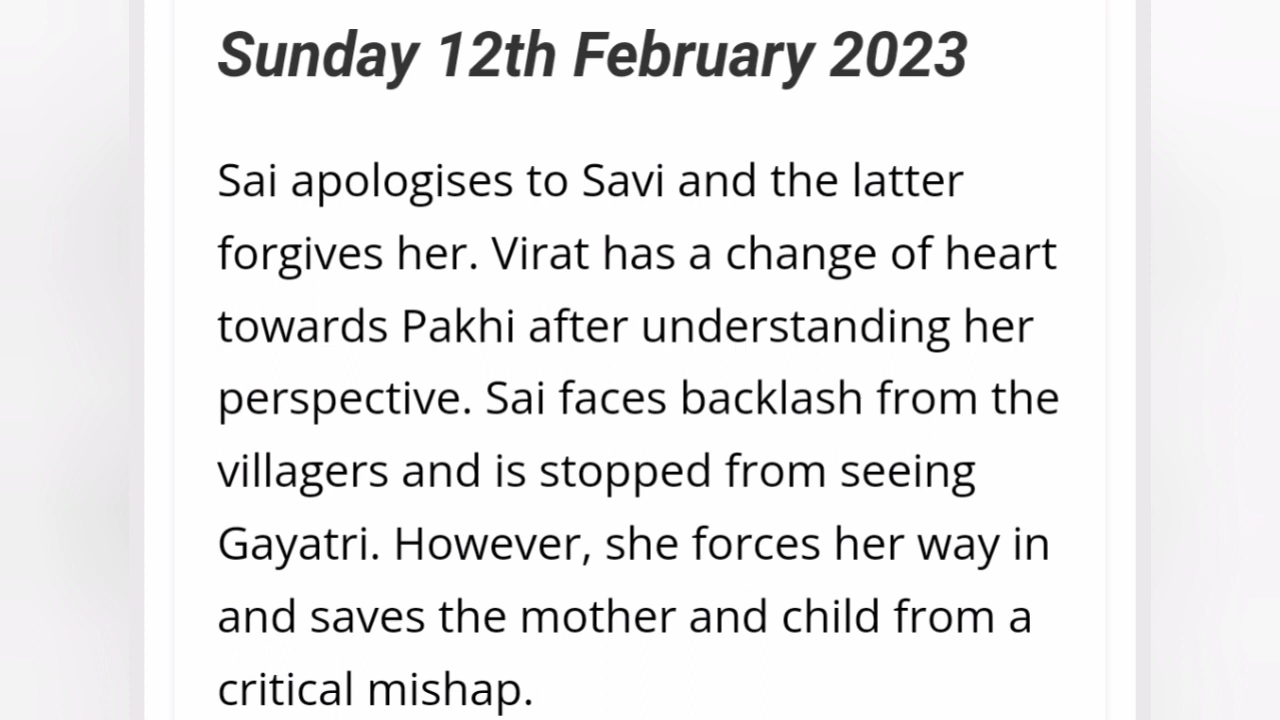 Sunday 12th February 2023
Sai apologises to Savi and the latter
forgives her. Virat has a change of heart
towards Pakhi after understanding her
perspective. Sai faces backlash from the
villagers and is stopped from seeing
Gayatri. However, she forces her way in
and saves the mother and child from a
critical mishap.